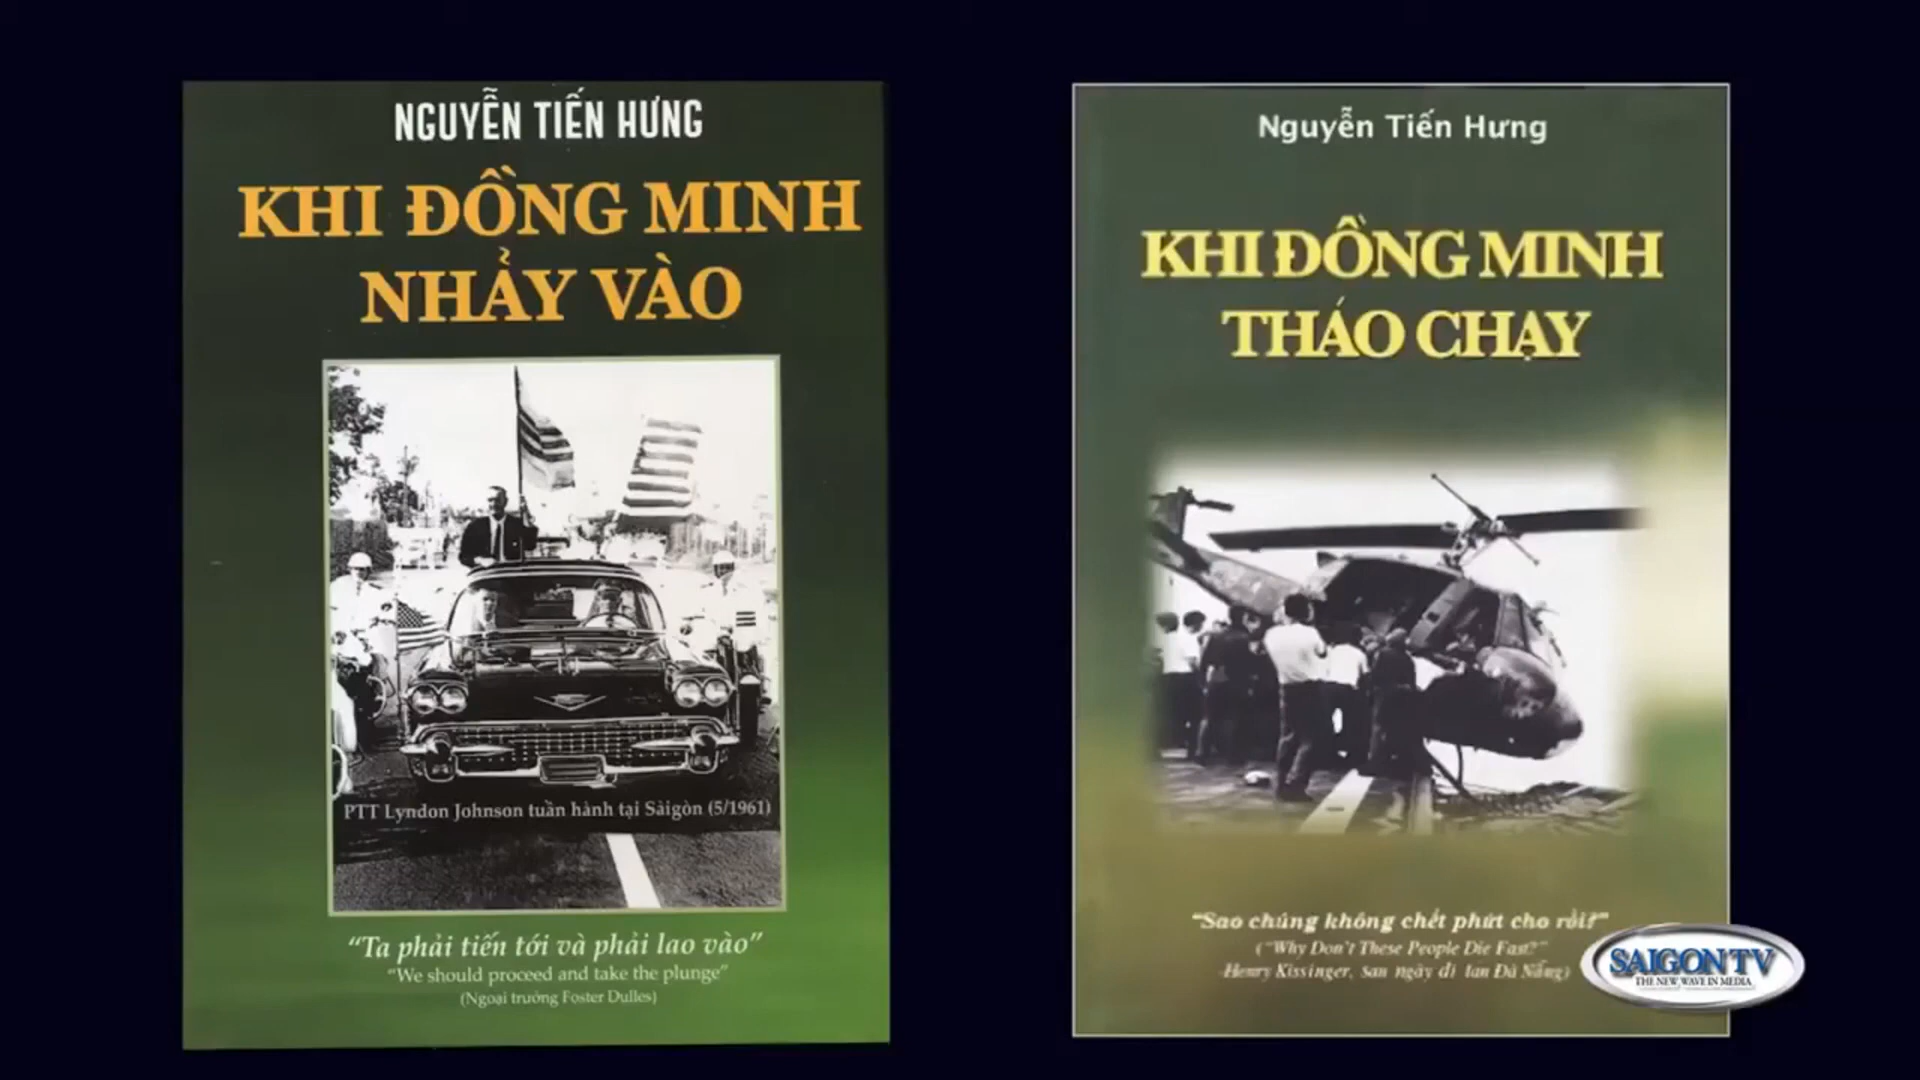 NGUYỄN TIẾN HƯNG
KHI ĐỒNG MINH
NHẢY VÀO
PTT Lyndon Johnson tuần hành tại Sàigòn (5/1961)
“Ta phải tiến tới và phải lao vào”
“We should proceed and take the plunge”
(Ngoại trưởng Foster Dulles)
Nguyễn Tiến Hưng
KHI ĐỒNG MINH
THÁO CHẠY
“Sao chúng không chết phứt cho rồi?”
(“Why Don't These People Die Fast?”
-Henry Kissinger, sau ngày di tản Đà Nẵng)
SAIGON TV
THE NEW WAVE IN MEDIA